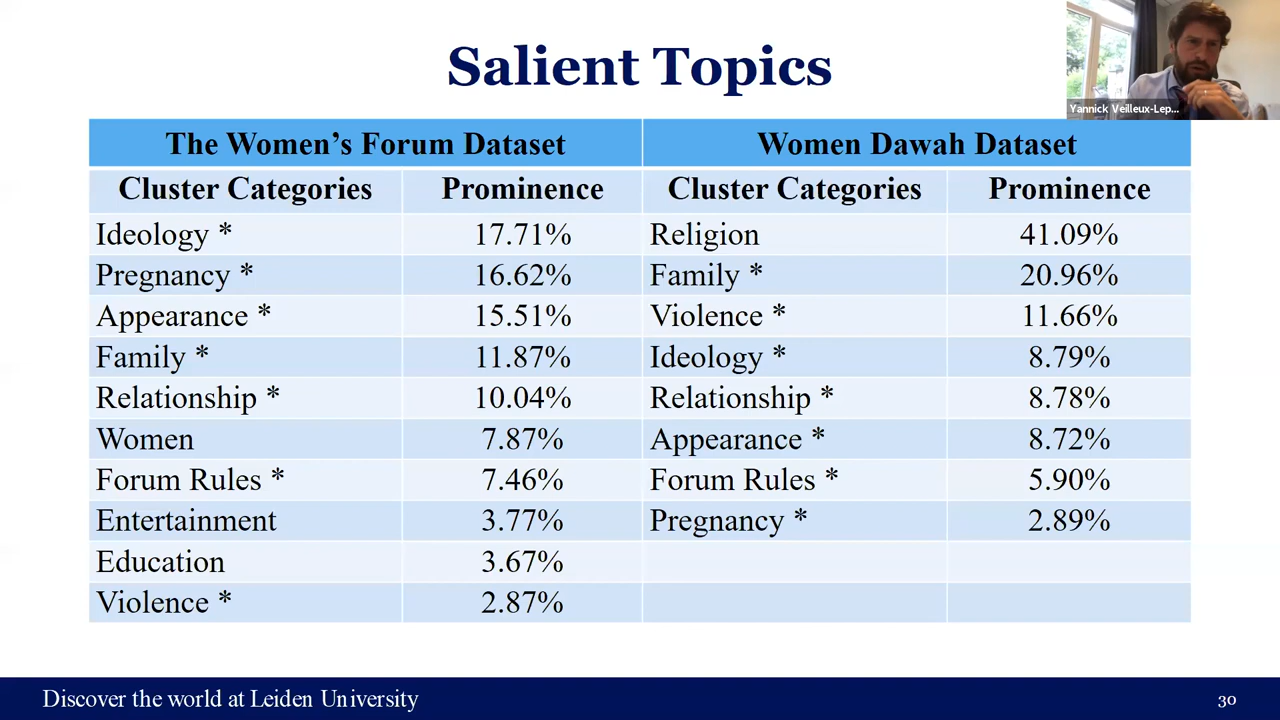 Salient Topics
Yannick Veilleux-Lep...
The Women's Forum Dataset Women Dawah Dataset
Cluster Categories Prominence Cluster Categories Prominence
Ideology * 17.71% Religion 41.09%
Pregnancy * 16.62% Family * 20.96%
Appearance * 15.51% Violence * 11.66%
Family * 11.87% Ideology * 8.79%
Relationship * 10.04% Relationship * 8.78%
Women 7.87% Appearance * 8.72%
Forum Rules * 7.46% Forum Rules * 5.90%
Entertainment 3.77% Pregnancy * 2.89%
Education 3.67%
Violence * 2.87%
Discover the world at Leiden University 30